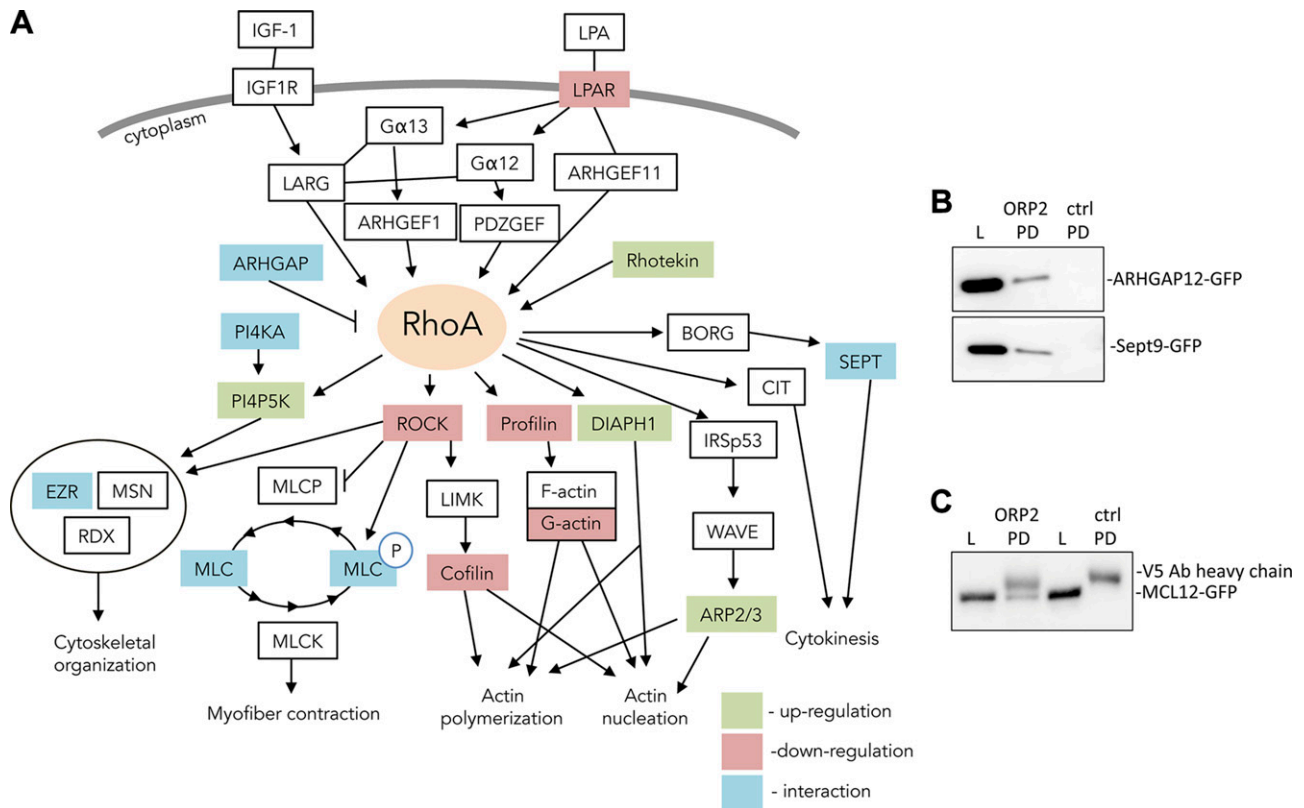 A
IGF-1
LPA
IGF1R
LPAR
cytoplasm
Gα13
Gα12
LARG
ARHGEF11
ARHGEF1
PDZGEF
ARHGAP
Rhotekin
RhoA
PI4KA
BORG
SEPT
PI4P5K
CIT
ROCK
Profilin
DIAPH1
IRSp53
EZR
MSN
RDX
MLCP
LIMK
F-actin
G-actin
WAVE
P
MLC
MLC
Cofilin
ARP2/3
MLCK
Cytokinesis
Cytoskeletal
organization
Myofiber contraction
Actin
polymerization
Actin
nucleation
- up-regulation
-down-regulation
- interaction
B
ORP2 ctrl
L PD PD
-ARHGAP12-GFP
-Sept9-GFP
C
ORP2 ctrl
L PD L PD
-V5 Ab heavy chain
-MCL12-GFP